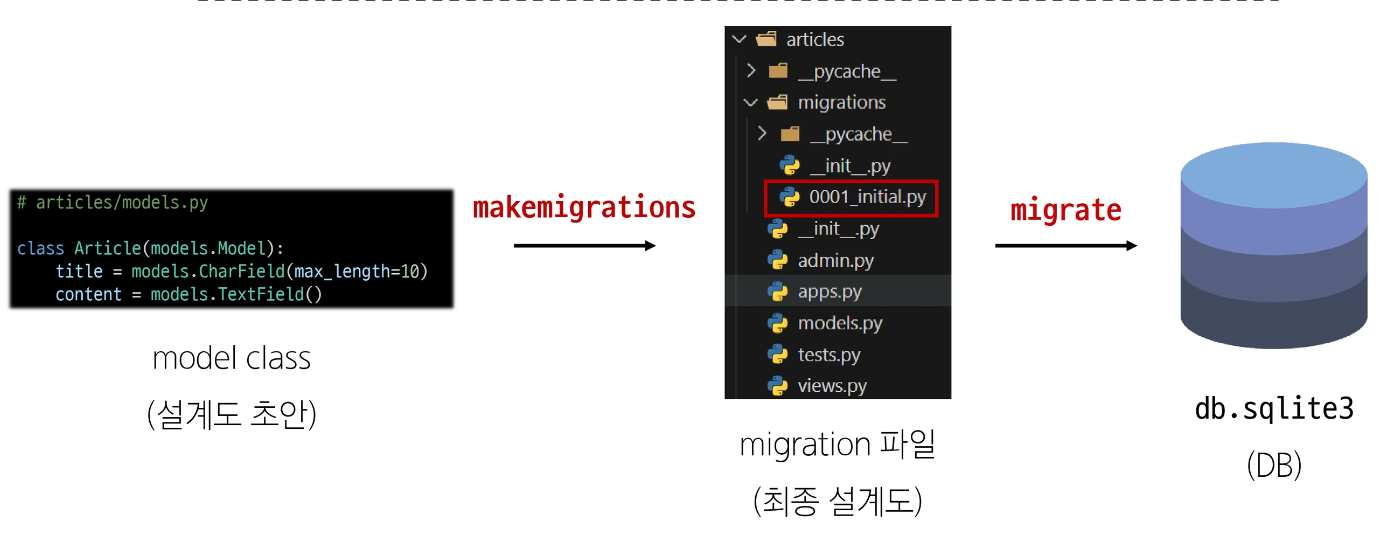 # articles/models.py
class Article(models.Model):
    title = models.CharField(max_length=10)
    content = models.TextField()
model class
(설계도 초안)
makemigrations
articles
__pycache__
migrations
__pycache__
__init__.py
0001_initial.py
__init__.py
admin.py
apps.py
models.py
tests.py
views.py
migration 파일
(최종 설계도)
migrate
db.sqlite3
(DB)